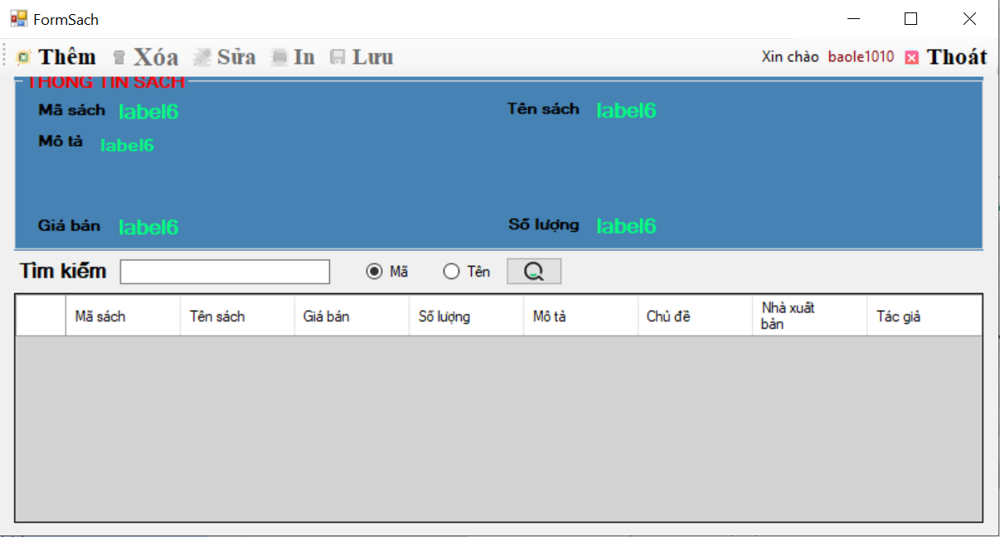 FormSach
Thêm Xóa Sửa In Lưu Xin chào baole1010 Thoát
THÔNG TIN SÁCH
Mã sách label6 Tên sách label6
Mô tả label6
Giá bán label6 Số lượng label6
Tìm kiếm Mã Tên
Mã sách Tên sách Giá bán Số lượng Mô tả Chủ đề Nhà xuất bản Tác giả